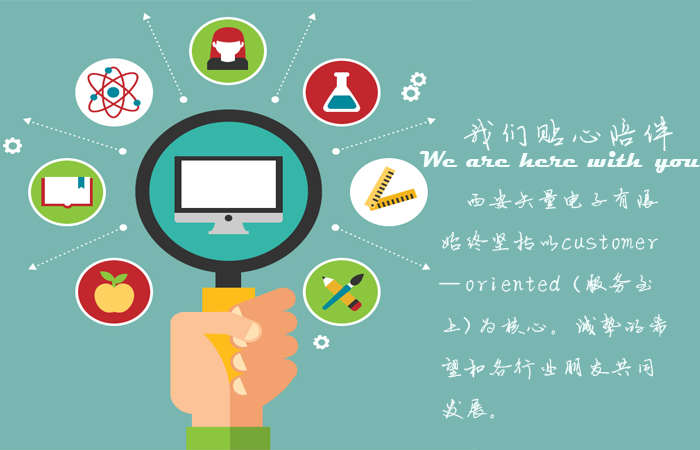 我们贴心陪伴
We are here with you
西安矢量电子有限
始终坚持以customer
—oriented（服务至
上）为核心。诚挚的希
望和各行业朋友共同
发展。